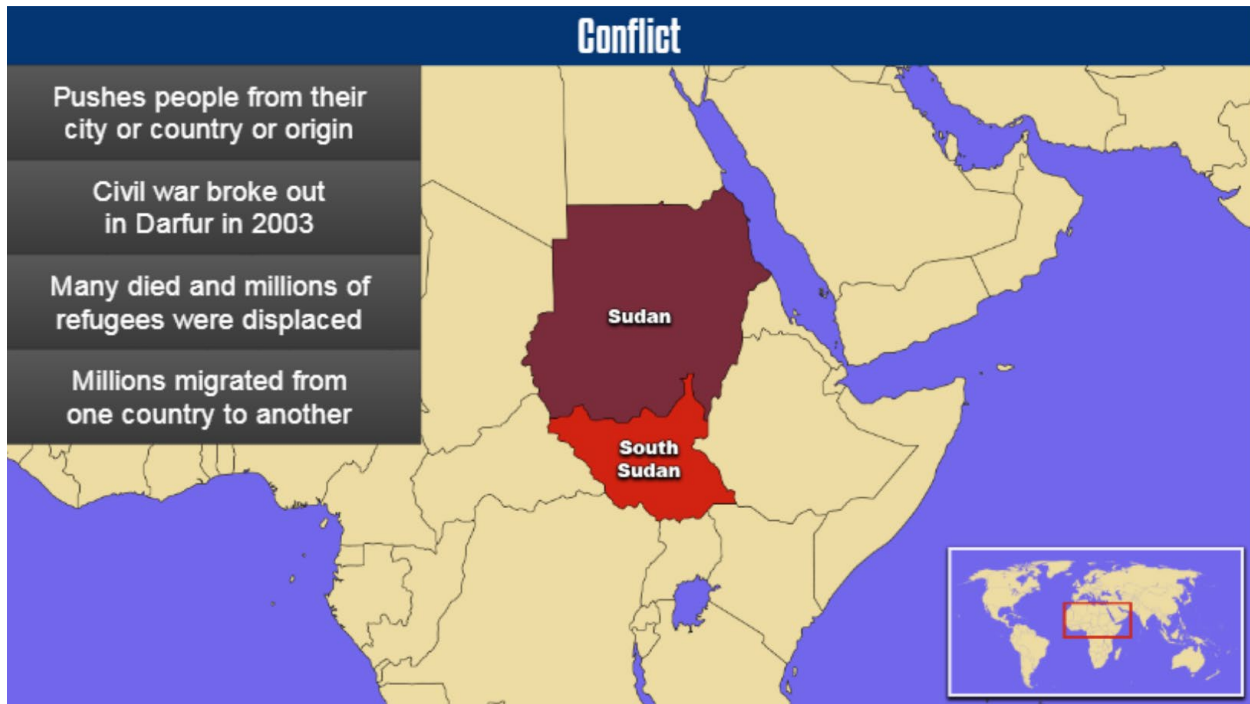 Conflict
Pushes people from their
city or country or origin
Civil war broke out
in Darfur in 2003
Many died and millions of
refugees were displaced
Millions migrated from
one country to another
Sudan
South
Sudan